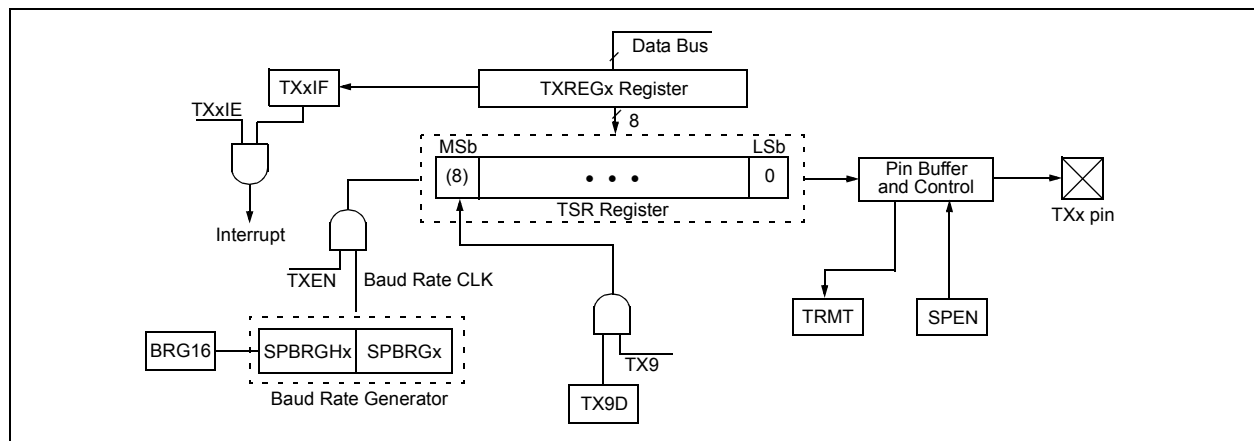 Data Bus
TXxIF
TXREGx Register
TXxIE
8
MSb
LSb
(8)
• • •
0
Pin Buffer
and Control
TSR Register
TXx pin
Interrupt
TXEN
Baud Rate CLK
TRMT
SPEN
BRG16
SPBRGHx
SPBRGx
TX9
Baud Rate Generator
TX9D